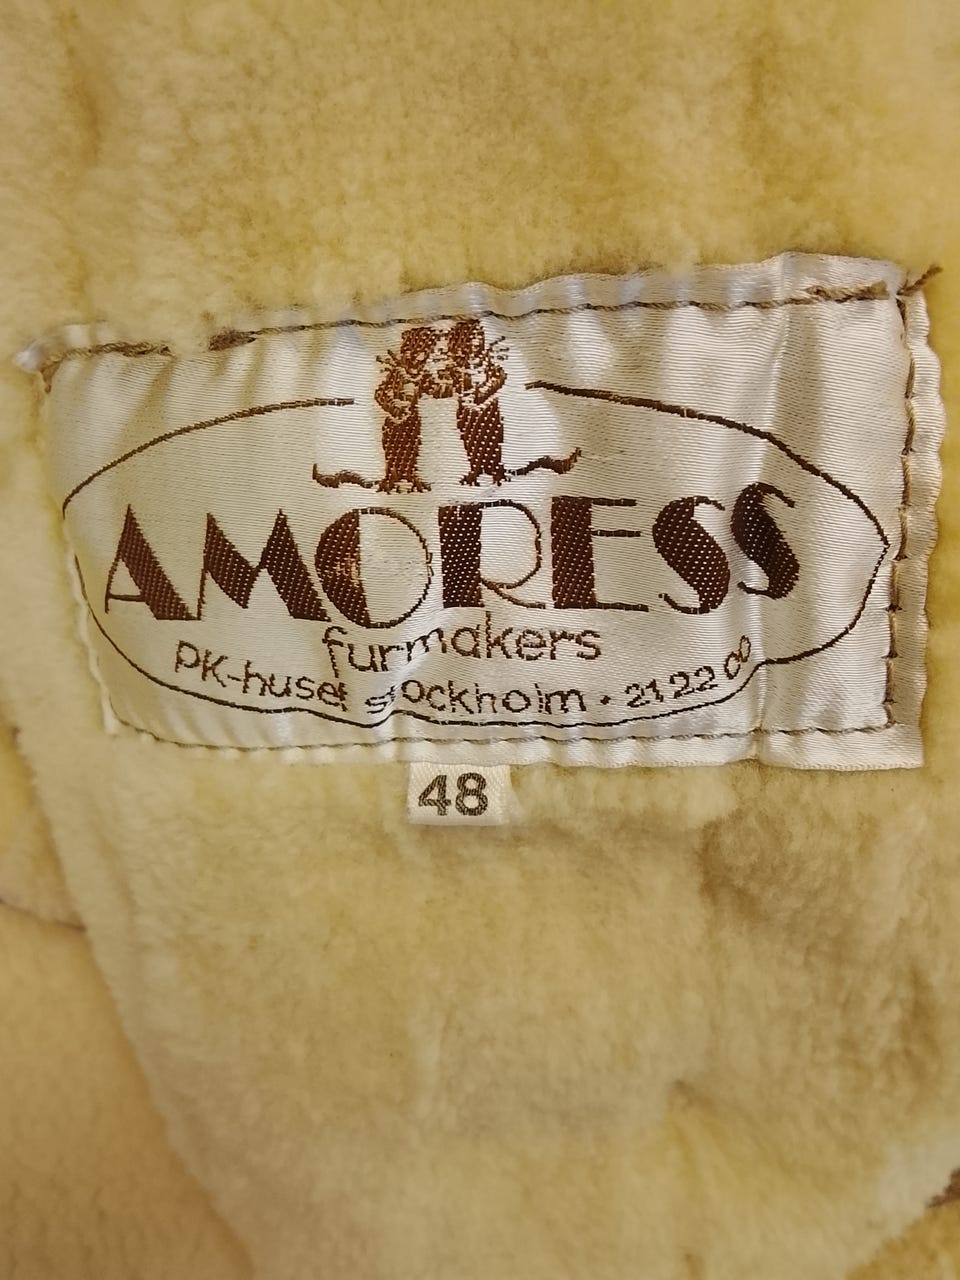 AMORESS
furmakers
PK-huset stockholm • 21 22 00
48